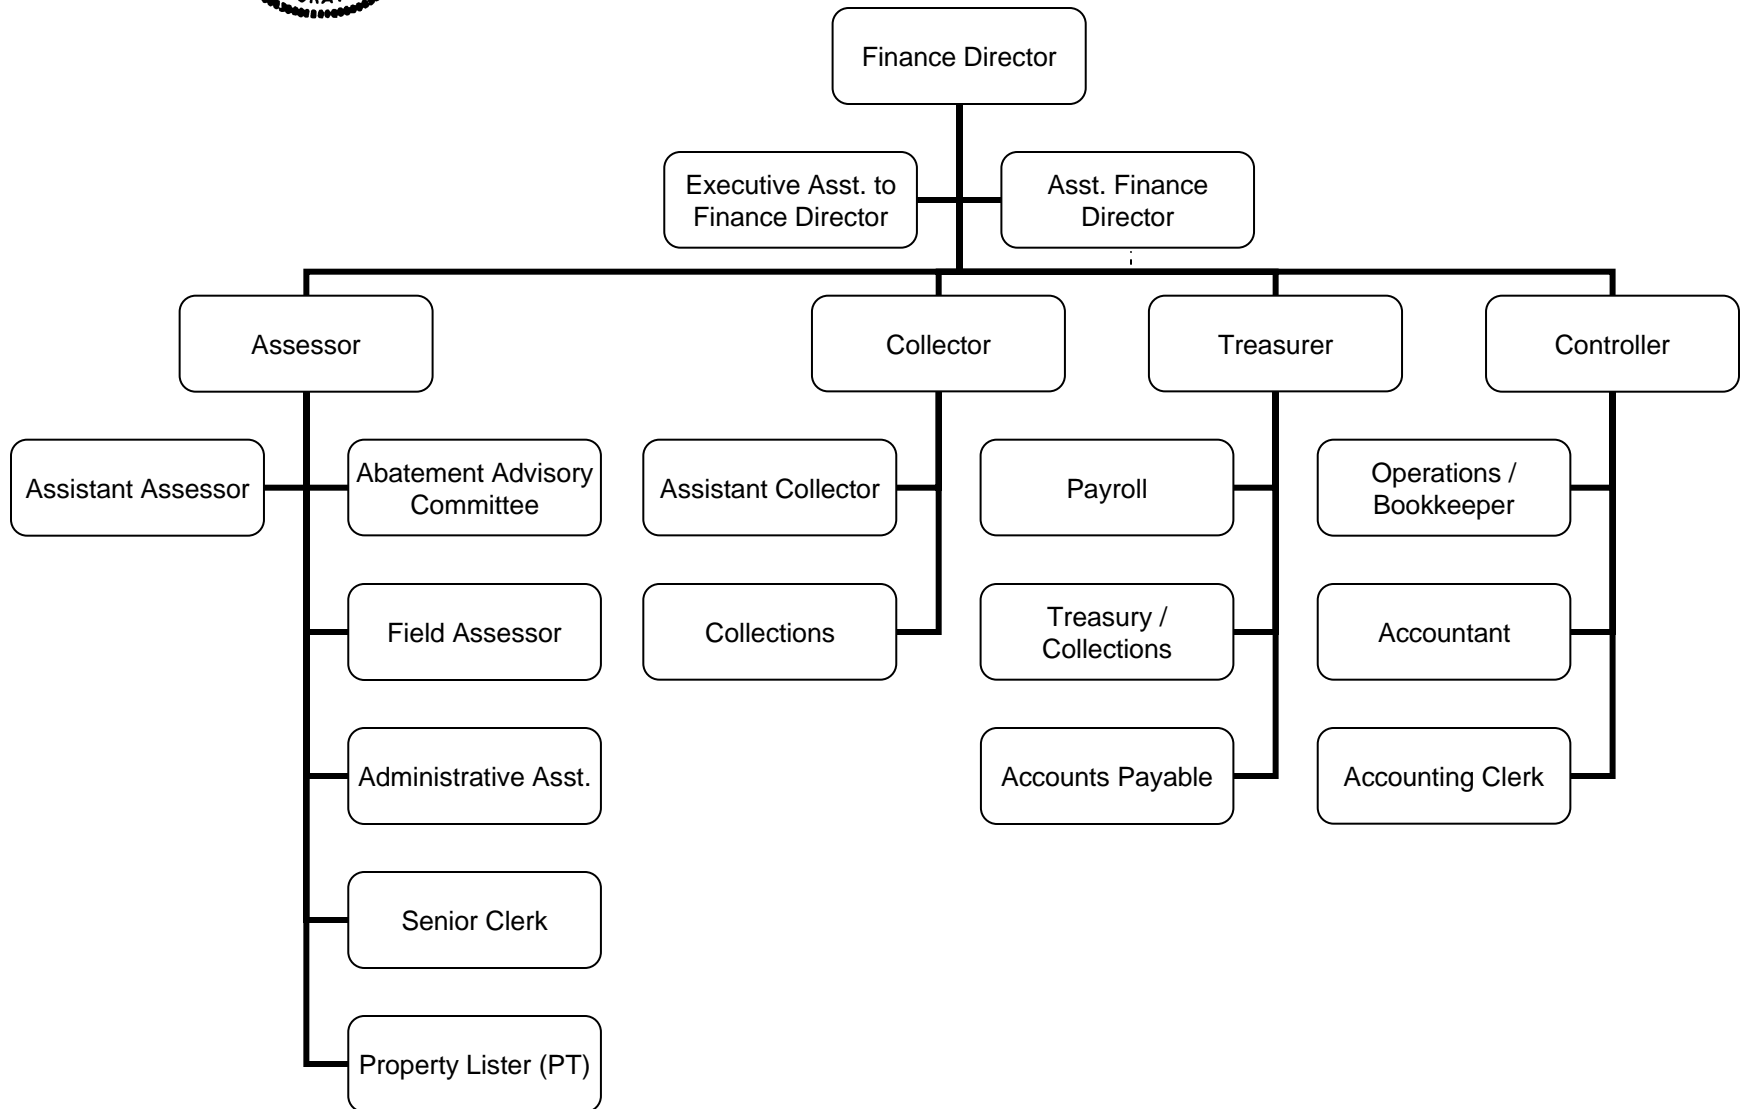 Finance Director
Executive Asst. to
Finance Director
Asst. Finance
Director
Assessor
Collector
Treasurer
Controller
Assistant Assessor
Abatement Advisory
Committee
Assistant Collector
Payroll
Operations /
Bookkeeper
Field Assessor
Collections
Treasury /
Collections
Accountant
Administrative Asst.
Accounts Payable
Accounting Clerk
Senior Clerk
Property Lister (PT)